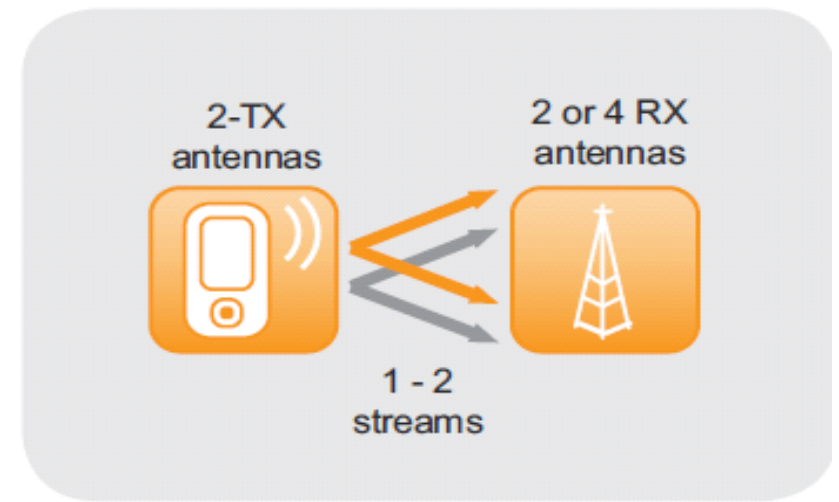 2-TX
antennas
2 or 4 RX
antennas
1 - 2
streams